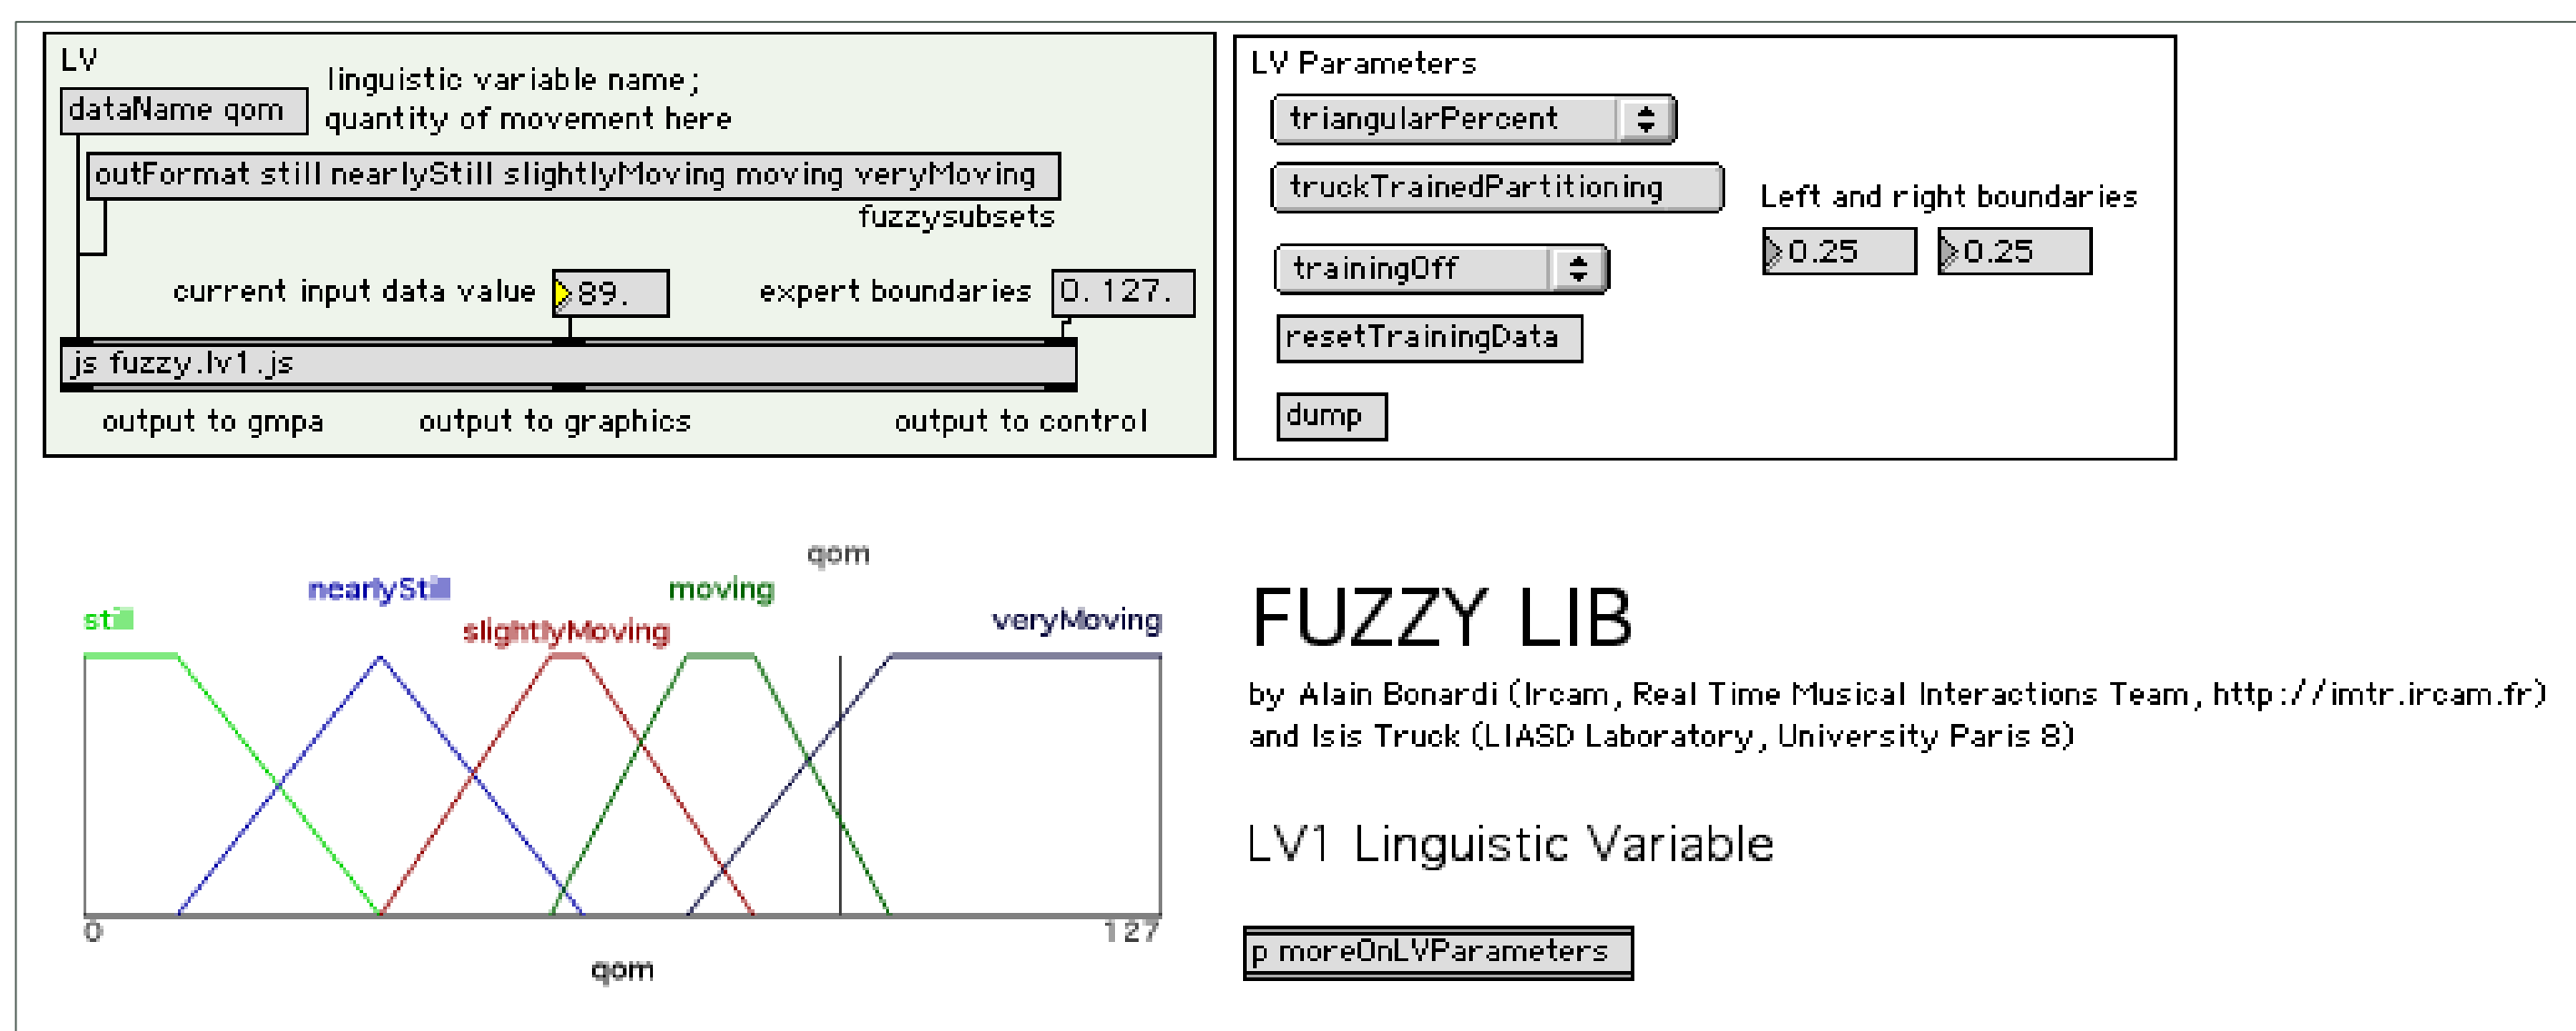 LV
linguistic variable name;
dataName qom
quantity of movement here
outFormat still nearlyStill slightlyMoving moving veryMoving
fuzzysubsets
current input data value
89.
expert boundaries
0. 127.
js fuzzy.lv1.js
output to gmpa
output to graphics
output to control
LV Parameters
triangularPercent
truckTrainedPartitioning
Left and right boundaries
0.25
0.25
trainingOff
resetTrainingData
dump
qom
nearlyStill
moving
still
slightlyMoving
veryMoving
0
127
qom
FUZZY LIB
by Alain Bonardi (Ircam, Real Time Musical Interactions Team, http://imtr.ircam.fr)
and Isis Truck (LIASD Laboratory, University Paris 8)
LV1 Linguistic Variable
p moreOnLVParameters